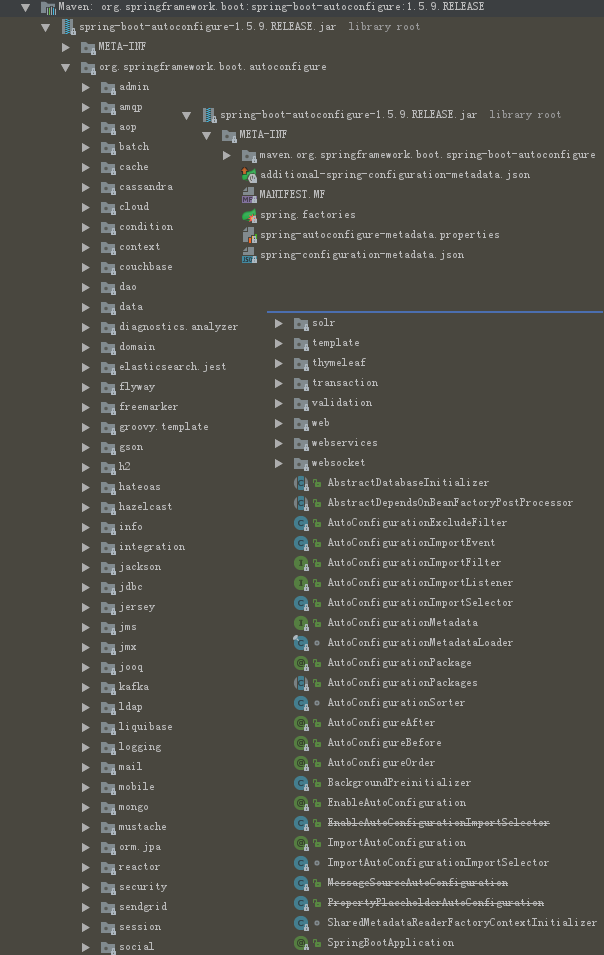 Maven: org.springframework.boot:spring-boot-autoconfigure:1.5.9.RELEASE
spring-boot-autoconfigure-1.5.9.RELEASE.jar library root
META-INF
org.springframework.boot.autoconfigure
admin
amqp
aop
batch
cache
cassandra
cloud
condition
context
couchbase
dao
data
diagnostics.analyzer
domain
elasticsearch.jest
flyway
freemarker
groovy.template
gson
h2
hateoas
hazelcast
info
integration
jackson
jdbc
jersey
jms
jmx
jooq
kafka
ldap
liquibase
logging
mail
mobile
mongo
mustache
orm.jpa
reactor
security
sendgrid
session
social
spring-boot-autoconfigure-1.5.9.RELEASE.jar library root
META-INF
maven.org.springframework.boot.spring-boot-autoconfigure
additional-spring-configuration-metadata.json
MANIFEST.MF
spring.factories
spring-autoconfigure-metadata.properties
spring-configuration-metadata.json
solr
template
thymeleaf
transaction
validation
web
webservices
websocket
AbstractDatabaseInitializer
AbstractDependsOnBeanFactoryPostProcessor
AutoConfigurationExcludeFilter
AutoConfigurationImportEvent
AutoConfigurationImportFilter
AutoConfigurationImportListener
AutoConfigurationImportSelector
AutoConfigurationMetadata
AutoConfigurationMetadataLoader
AutoConfigurationPackage
AutoConfigurationPackages
AutoConfigurationSorter
AutoConfigureAfter
AutoConfigureBefore
AutoConfigureOrder
BackgroundPreinitializer
EnableAutoConfiguration
EnableAutoConfigurationImportSelector
ImportAutoConfiguration
ImportAutoConfigurationImportSelector
MessageSourceAutoConfiguration
PropertyPlaceholderAutoConfiguration
SharedMetadataReaderFactoryContextInitializer
SpringBootApplication